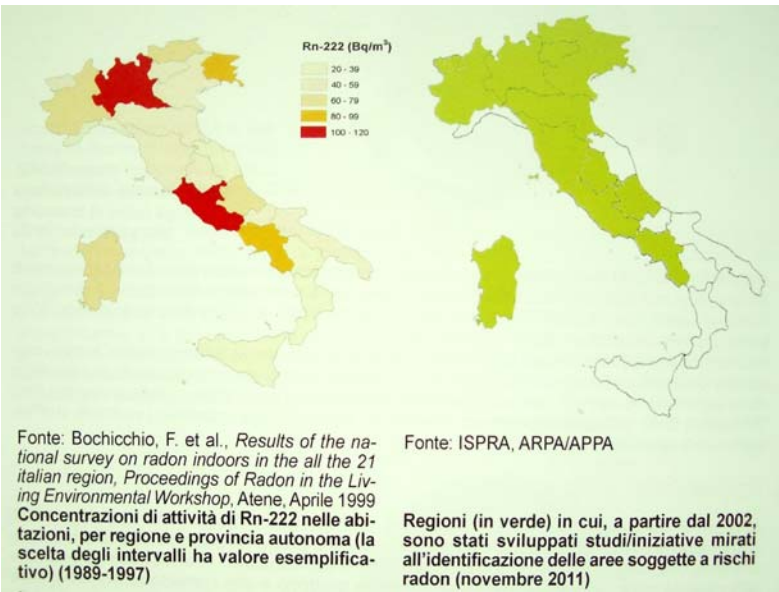 Rn-222 (Bq/m³)
20 - 39
40 - 59
60 - 79
80 - 99
100 - 120
Fonte: Bochicchio, F. et al., Results of the na-
tional survey on radon indoors in the all the 21
italian region, Proceedings of Radon in the Liv-
ing Environmental Workshop, Atene, Aprile 1999
Concentrazioni di attività di Rn-222 nelle abi-
tazioni, per regione e provincia autonoma (la
scelta degli intervalli ha valore esemplifica-
tivo) (1989-1997)
Fonte: ISPRA, ARPA/APPA
Regioni (in verde) in cui, a partire dal 2002,
sono stati sviluppati studi/iniziative mirati
all'identificazione delle aree soggette a rischi
radon (novembre 2011)